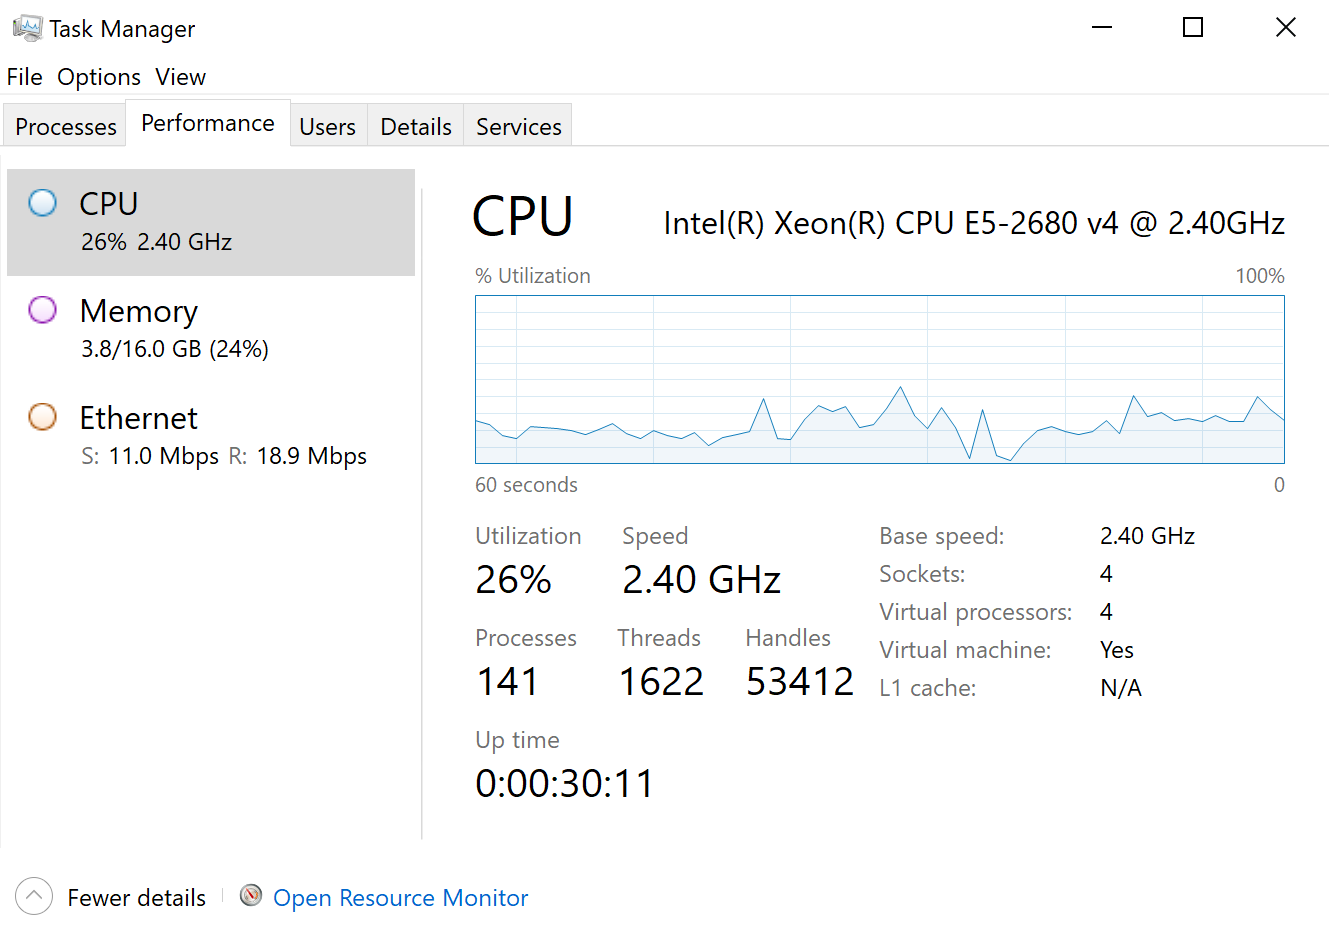 Task Manager
File Options View
Processes Performance Users Details Services
CPU
26% 2.40 GHz
Memory
3.8/16.0 GB (24%)
Ethernet
S: 11.0 Mbps R: 18.9 Mbps
CPU Intel(R) Xeon(R) CPU E5-2680 v4 @ 2.40GHz
% Utilization 100%
60 seconds 0
Utilization Speed
26% 2.40 GHz
Processes Threads Handles
141 1622 53412
Up time
0:00:30:11
Base speed: 2.40 GHz
Sockets: 4
Virtual processors: 4
Virtual machine: Yes
L1 cache: N/A
Fewer details Open Resource Monitor